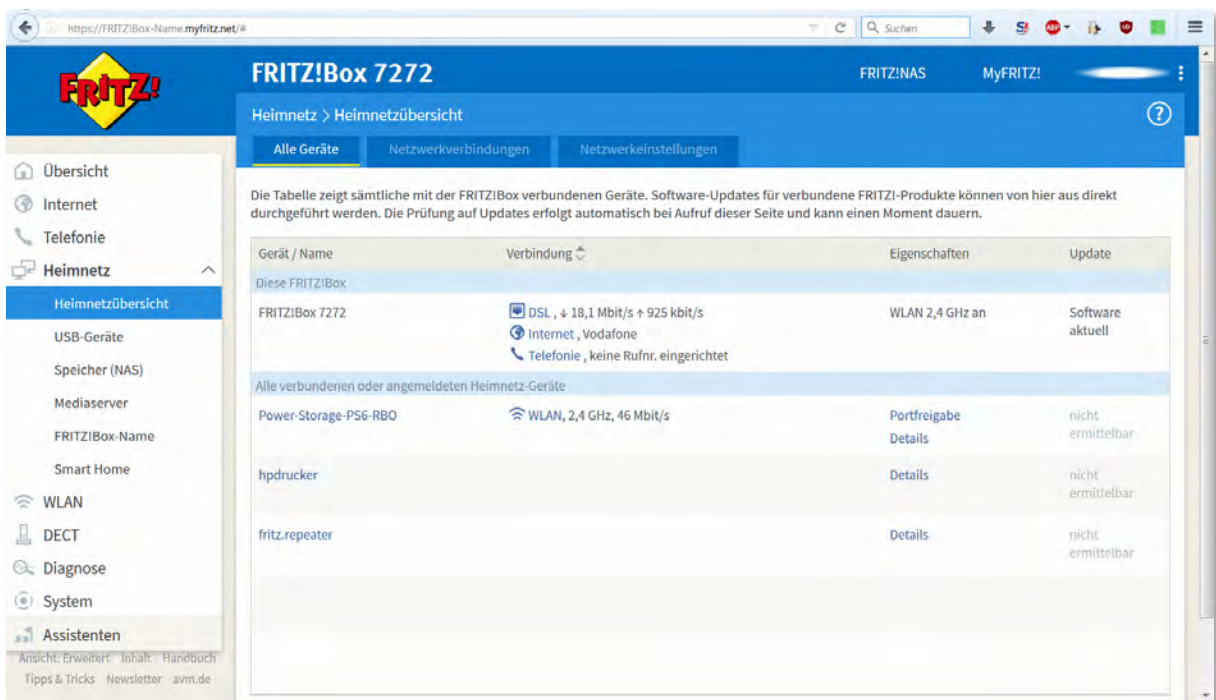 https://FRITZ!Box-Name.myfritz.net/#
Suchen
ABP
FRITZ!
FRITZ!Box 7272
FRITZ!NAS
MyFRITZ!
Heimnetz > Heimnetzübersicht
?
Alle Geräte
Netzwerkverbindungen
Netzwerkeinstellungen
Übersicht
Internet
Telefonie
Heimnetz
Heimnetzübersicht
USB-Geräte
Speicher (NAS)
Mediaserver
FRITZ!Box-Name
Smart Home
WLAN
DECT
Diagnose
System
Assistenten
Ansicht: Erweitert Inhalt Handbuch
Tipps & Tricks Newsletter avm.de
Die Tabelle zeigt sämtliche mit der FRITZ!Box verbundenen Geräte. Software-Updates für verbundene FRITZ!-Produkte können von hier aus direkt
durchgeführt werden. Die Prüfung auf Updates erfolgt automatisch bei Aufruf dieser Seite und kann einen Moment dauern.
Gerät / Name Verbindung Eigenschaften Update
Diese FRITZ!Box
FRITZ!Box 7272 DSL , ↓ 18,1 Mbit/s ↑ 925 kbit/s WLAN 2,4 GHz an Software
aktuell
Internet , Vodafone
Telefonie , keine Rufnr. eingerichtet
Alle verbundenen oder angemeldeten Heimnetz-Geräte
Power-Storage-PS6-RBO WLAN, 2,4 GHz, 46 Mbit/s Portfreigabe nicht
Details ermittelbar
hpdrucker Details nicht
ermittelbar
fritz.repeater Details nicht
ermittelbar